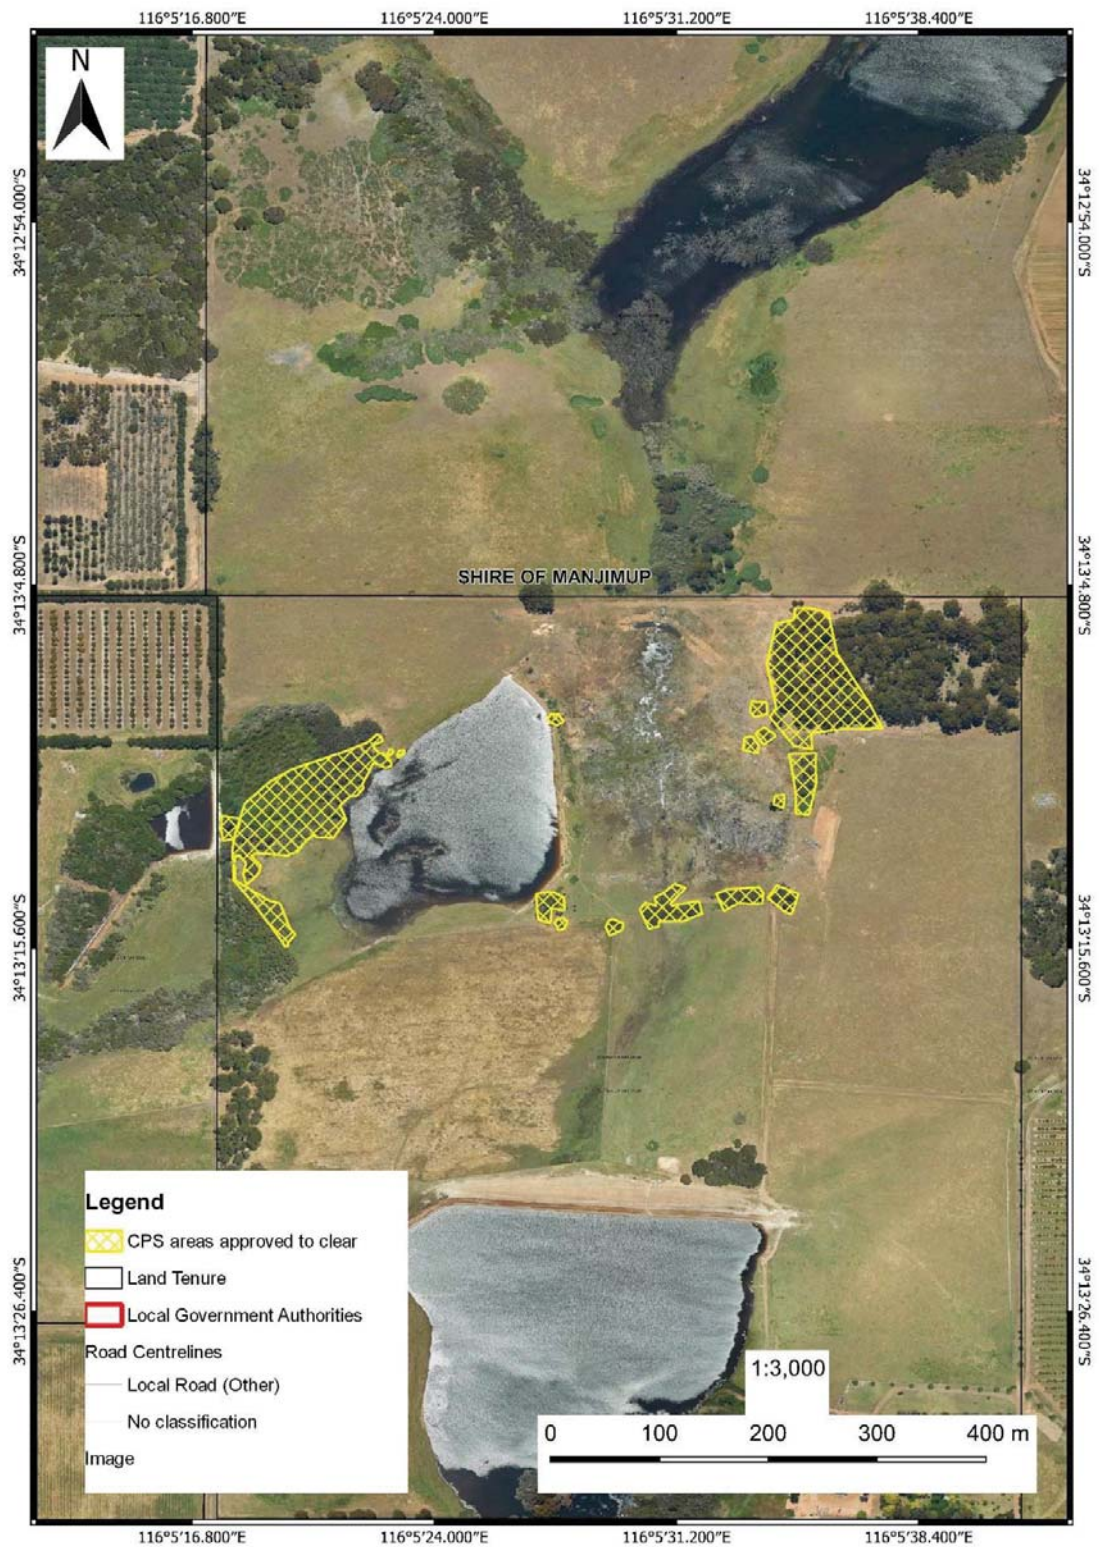 116°5'16.800"E 116°5'24.000"E 116°5'31.200"E 116°5'38.400"E
N
34°12'54.000"S 34°12'54.000"S
34°13'4.800"S 34°13'4.800"S
SHIRE OF MANJIMUP
34°13'15.600"S 34°13'15.600"S
Legend
CPS areas approved to clear
Land Tenure
Local Government Authorities
Road Centrelines
Local Road (Other)
No classification
Image
34°13'26.400"S 34°13'26.400"S
1:3,000
0 100 200 300 400 m
116°5'16.800"E 116°5'24.000"E 116°5'31.200"E 116°5'38.400"E